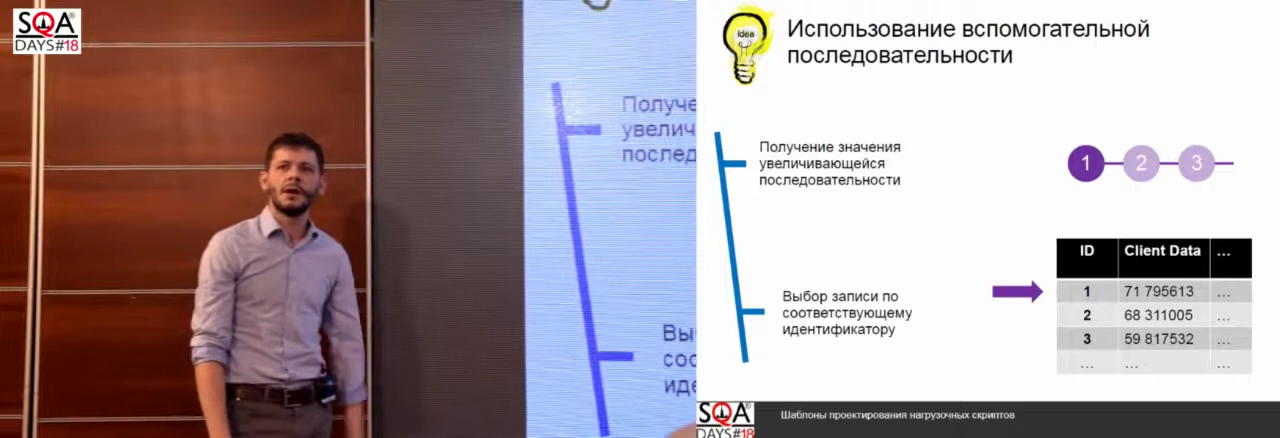 SQA
DAYS#18
Получе
увелич
послед
Вы
соо
иде
idea
Использование вспомогательной
последовательности
Получение значения
увеличивающейся
последовательности
1 2 3
Выбор записи по
соответствующему
идентификатору
ID Client Data ...
1 71 795613 ...
2 68 311005 ...
3 59 817532 ...
... ...
SQA
DAYS#18
Шаблоны проектирования нагрузочных скриптов